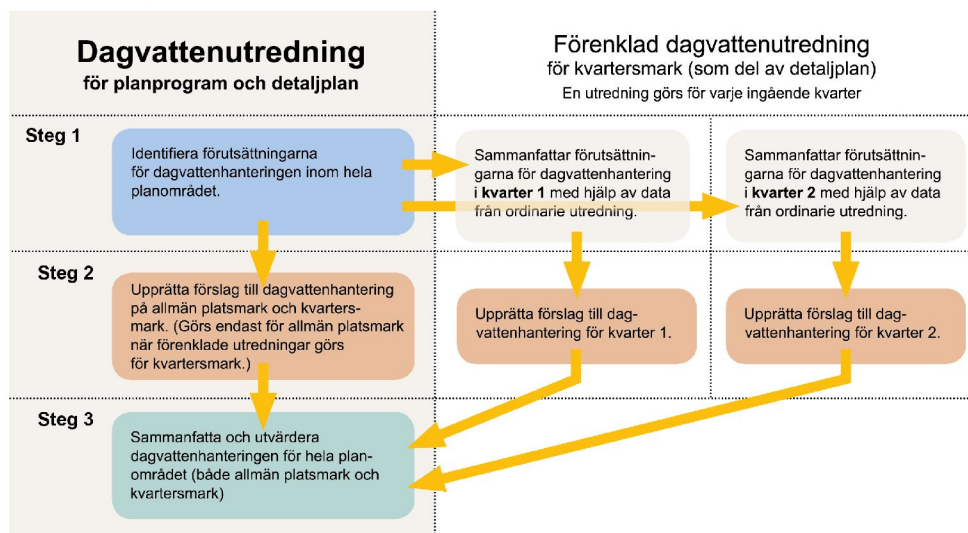 Dagvattenutredning
för planprogram och detaljplan
Förenklad dagvattenutredning
för kvartersmark (som del av detaljplan)
En utredning görs för varje ingående kvarter
Steg 1
Identifiera förutsättningarna
för dagvattenhanteringen inom hela
planområdet.
Sammanfattar förutsättnin-
garna för dagvattenhantering
i kvarter 1 med hjälp av data
från ordinarie utredning.
Sammanfattar förutsättnin-
garna för dagvattenhantering
i kvarter 2 med hjälp av data
från ordinarie utredning.
Steg 2
Upprätta förslag till dagvattenhantering
på allmän platsmark och kvarters-
mark. (Görs endast för allmän platsmark
när förenklade utredningar görs
för kvartersmark.)
Upprätta förslag till dag-
vattenhantering för kvarter 1.
Upprätta förslag till dag-
vattenhantering för kvarter 2.
Steg 3
Sammanfatta och utvärdera
dagvattenhanteringen för hela plan-
området (både allmän platsmark och
kvartersmark)